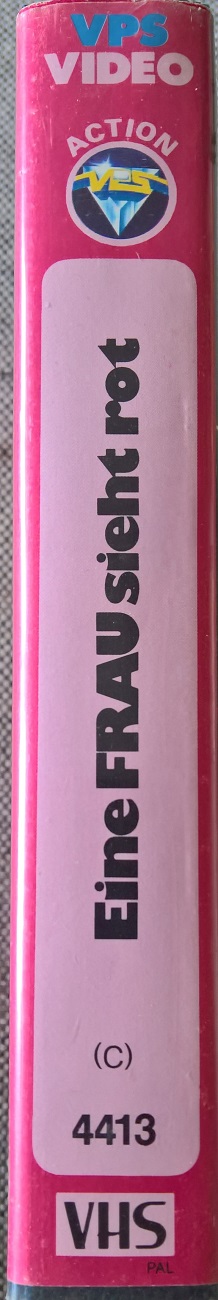 VPS
VIDEO
ACTION
VPS
Eine FRAU sieht rot
(C)
4413
VHS
PAL